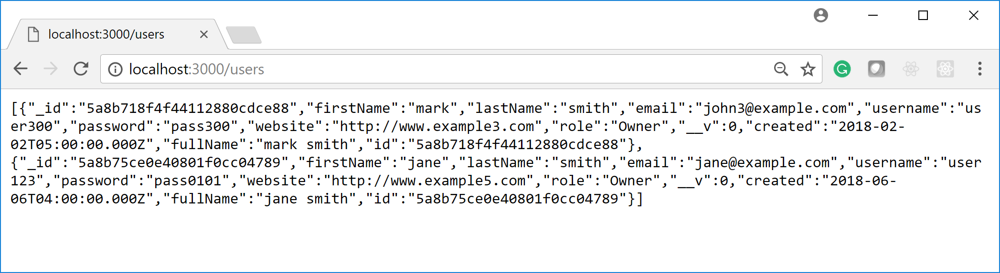 localhost:3000/users
localhost:3000/users
[{"_id":"5a8b718f4f44112880cdce88","firstName":"mark","lastName":"smith","email":"john3@example.com","username":"us
er300","password":"pass300","website":"http://www.example3.com","role":"Owner","__v":0,"created":"2018-02-
02T05:00:00.000Z","fullName":"mark smith","id":"5a8b718f4f44112880cdce88"},
{"_id":"5a8b75ce0e40801f0cc04789","firstName":"jane","lastName":"smith","email":"jane@example.com","username":"user
123","password":"pass0101","website":"http://www.example5.com","role":"Owner","__v":0,"created":"2018-06-
06T04:00:00.000Z","fullName":"jane smith","id":"5a8b75ce0e40801f0cc04789"}]